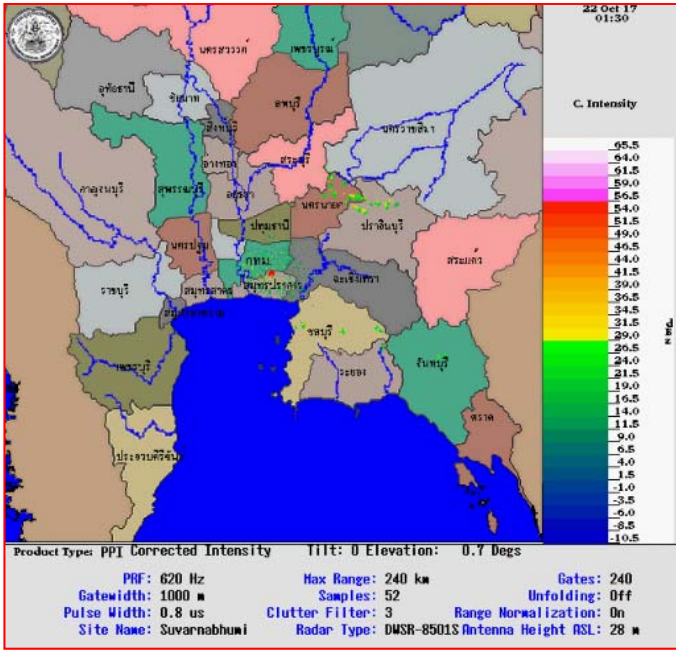 22 Oct 17
01:30
C. Intensity
65.5
64.0
61.5
59.0
56.5
54.0
51.5
49.0
46.5
44.0
41.5
39.0
36.5
34.0
31.5
29.0
26.5
24.0
21.5
19.0
16.5
14.0
11.5
9.0
6.5
4.0
1.5
-1.0
-3.5
-6.0
-8.5
-10.5
นครสวรรค์
เพชรบูรณ์
อุทัยธานี
ชัยนาท
ลพบุรี
สิงห์บุรี
นครราชสีมา
อ่างทอง
สระบุรี
กาญจนบุรี
สุพรรณบุรี
อยุธยา
นครนายก
ปราจีนบุรี
ปทุมธานี
นครปฐม
กทม.
สระแก้ว
ราชบุรี
สมุทรสาคร
สมุทรปราการ
ฉะเชิงเทรา
สมุทรสงคราม
ชลบุรี
เพชรบุรี
จันทบุรี
ระยอง
ตราด
ประจวบคีรีขันธ์
Product Type: PPI Corrected Intensity Tilt: 0 Elevation: 0.7 Degs
PRF: 620 Hz Max Range: 240 km Gates: 240
Gatewidth: 1000 m Samples: 52 Unfolding: Off
Pulse Width: 0.8 us Clutter Filter: 3 Range Normalization: On
Site Name: Suvarnabhumi Radar Type: DWSR-8501S Antenna Height ASL: 28 m